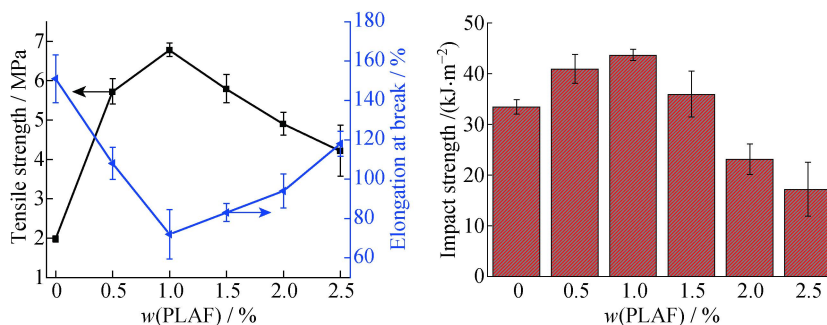 Tensile strength / MPa
7
6
5
4
3
2
1
0 0.5 1.0 1.5 2.0 2.5
w(PLAF) / %
180
160
140
120
100
80
60
Elongation at break / %
Impact strength /(kJ·m⁻²)
50
40
30
20
10
0
0 0.5 1.0 1.5 2.0 2.5
w(PLAF) / %